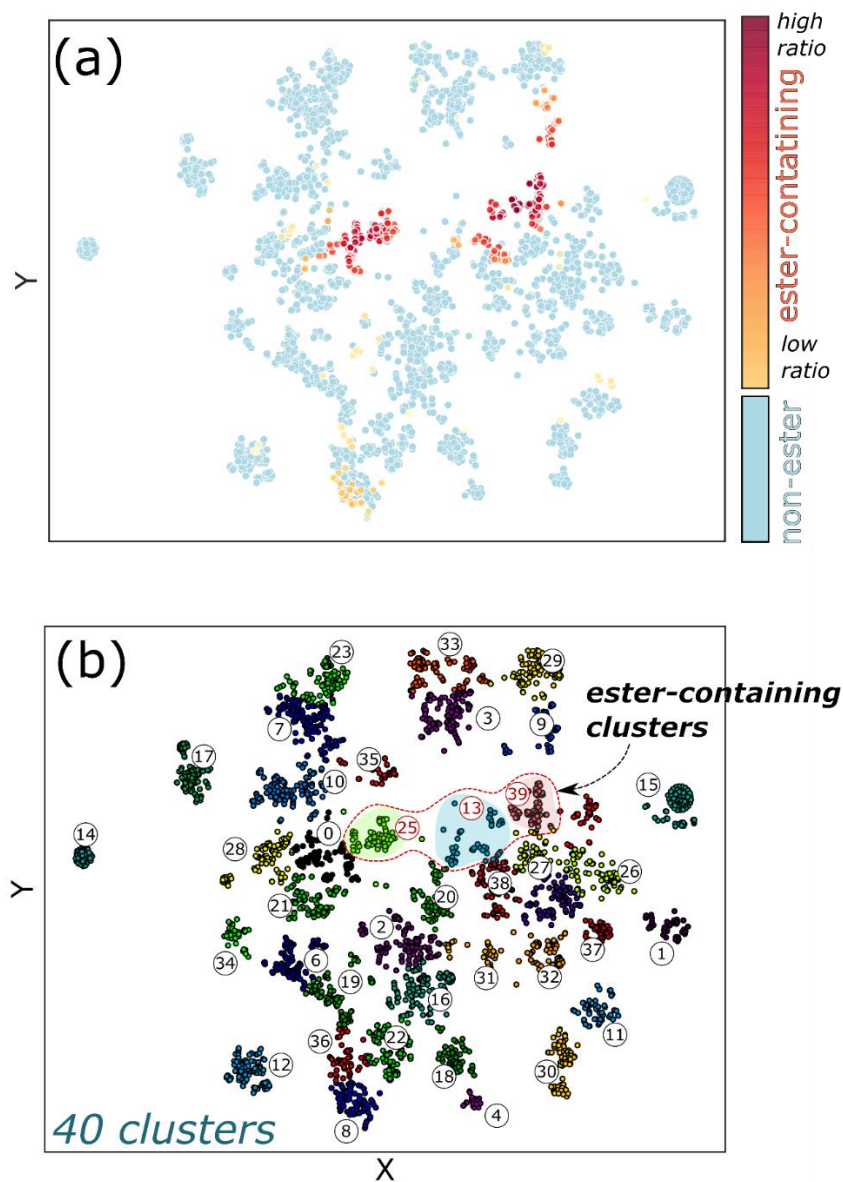 (a)
high
ratio
ester-contatining
low
ratio
non-ester
Y
(b)
23
33
29
ester-containing
clusters
7
3
9
17
35
15
10
13
39
14
0
25
28
27
26
38
21
20
2
37
1
34
6
31
32
19
16
11
36
22
12
18
30
4
8
40 clusters
Y
X